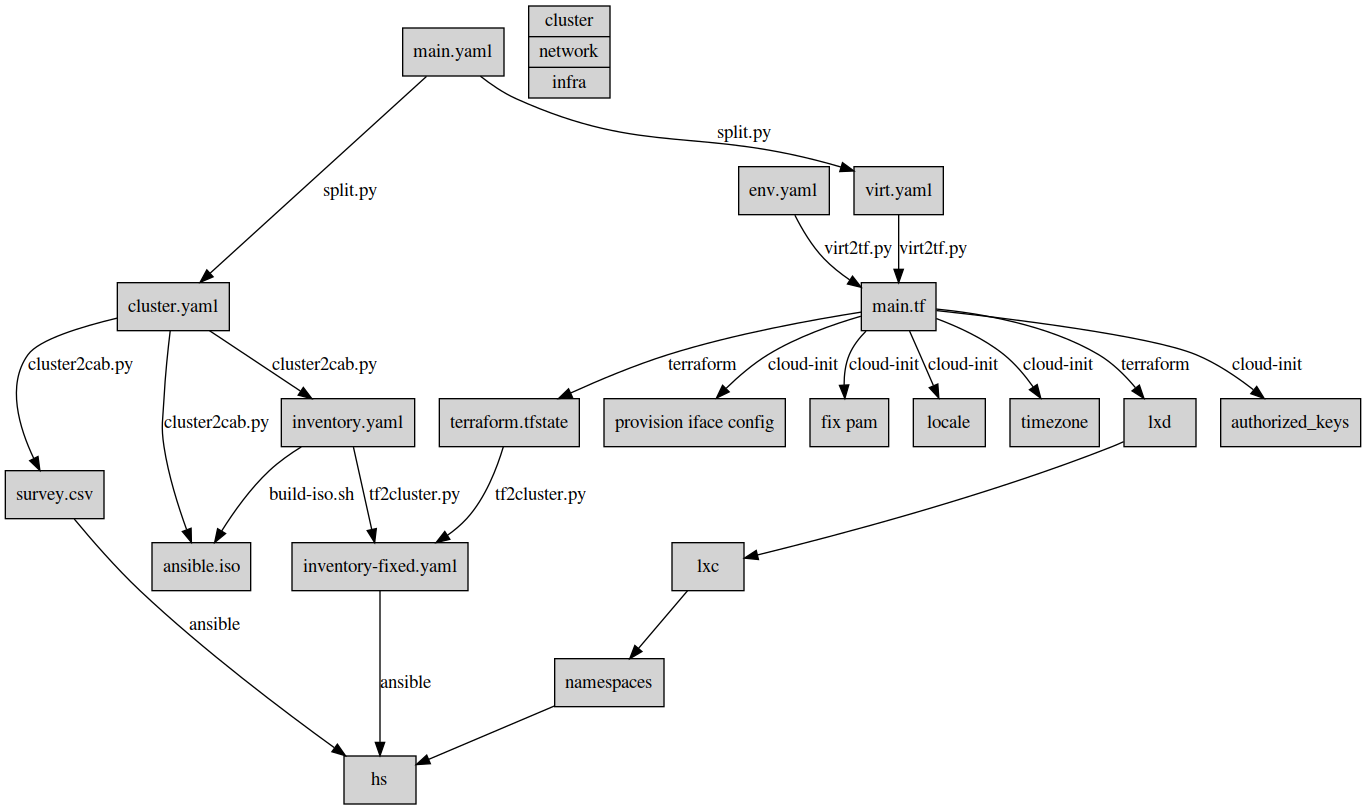 cluster
main.yaml
network
infra
split.py
split.py
env.yaml
virt.yaml
virt2tf.py
virt2tf.py
cluster.yaml
main.tf
cluster2cab.py
cluster2cab.py
terraform
cloud-init
cloud-init
cloud-init
cloud-init
terraform
cloud-init
cluster2cab.py
inventory.yaml
terraform.tfstate
provision iface config
fix pam
locale
timezone
lxd
authorized_keys
survey.csv
build-iso.sh
tf2cluster.py
tf2cluster.py
ansible.iso
inventory-fixed.yaml
lxc
ansible
ansible
namespaces
hs